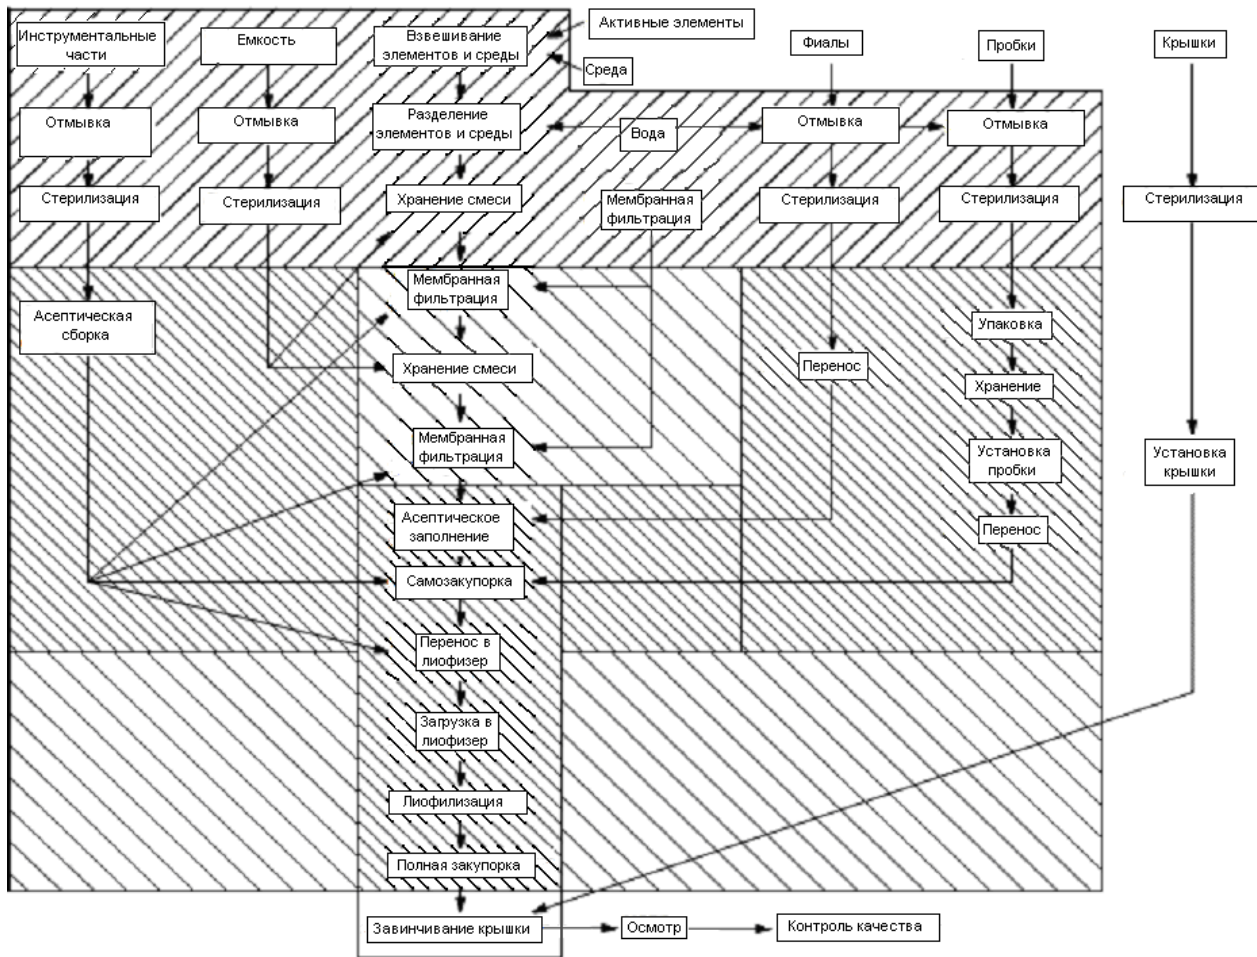 Инструментальные
части
Емкость
Взвешивание
элементов и среды
Активные элементы
Среда
Фиалы
Пробки
Крышки
Отмывка
Отмывка
Разделение
элементов и среды
Вода
Отмывка
Отмывка
Стерилизация
Стерилизация
Хранение смеси
Мембранная
фильтрация
Стерилизация
Стерилизация
Стерилизация
Асептическая
сборка
Мембранная
фильтрация
Упаковка
Хранение смеси
Перенос
Хранение
Мембранная
фильтрация
Установка
пробки
Установка
крышки
Асептическое
заполнение
Перенос
Самозакупорка
Перенос в
лиофизер
Загрузка в
лиофизер
Лиофилизация
Полная закупорка
Завинчивание крышки
Осмотр
Контроль качества